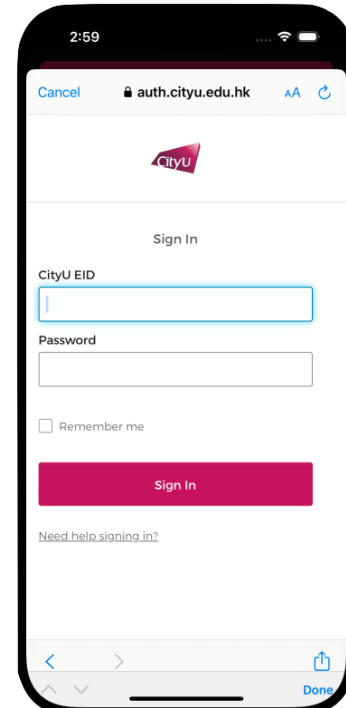 2:59
Cancel auth.cityu.edu.hk AA
CityU
Sign In
CityU EID
Password
Remember me
Sign In
Need help signing in?
Done